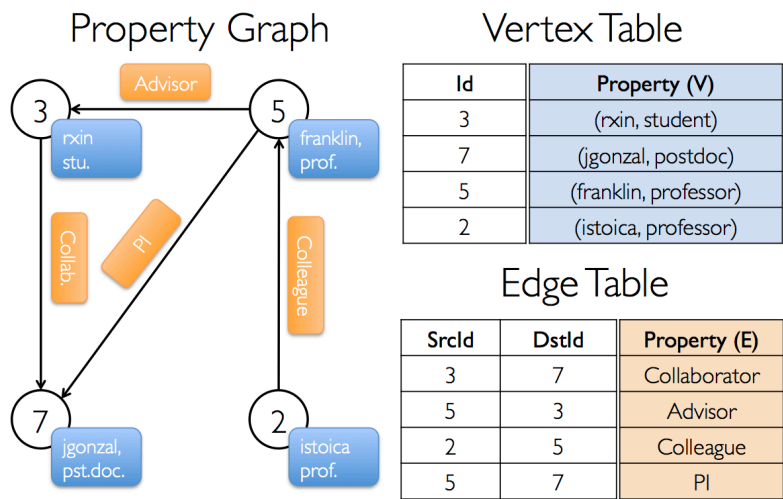 Property Graph
Advisor
3
5
rxin
stu.
franklin,
prof.
Collab.
PI
Colleague
7
2
jgonzal,
pst.doc.
istoica
prof.
Vertex Table
Id Property (V)
3 (rxin, student)
7 (jgonzal, postdoc)
5 (franklin, professor)
2 (istoica, professor)
Edge Table
SrcId DstId Property (E)
3 7 Collaborator
5 3 Advisor
2 5 Colleague
5 7 PI